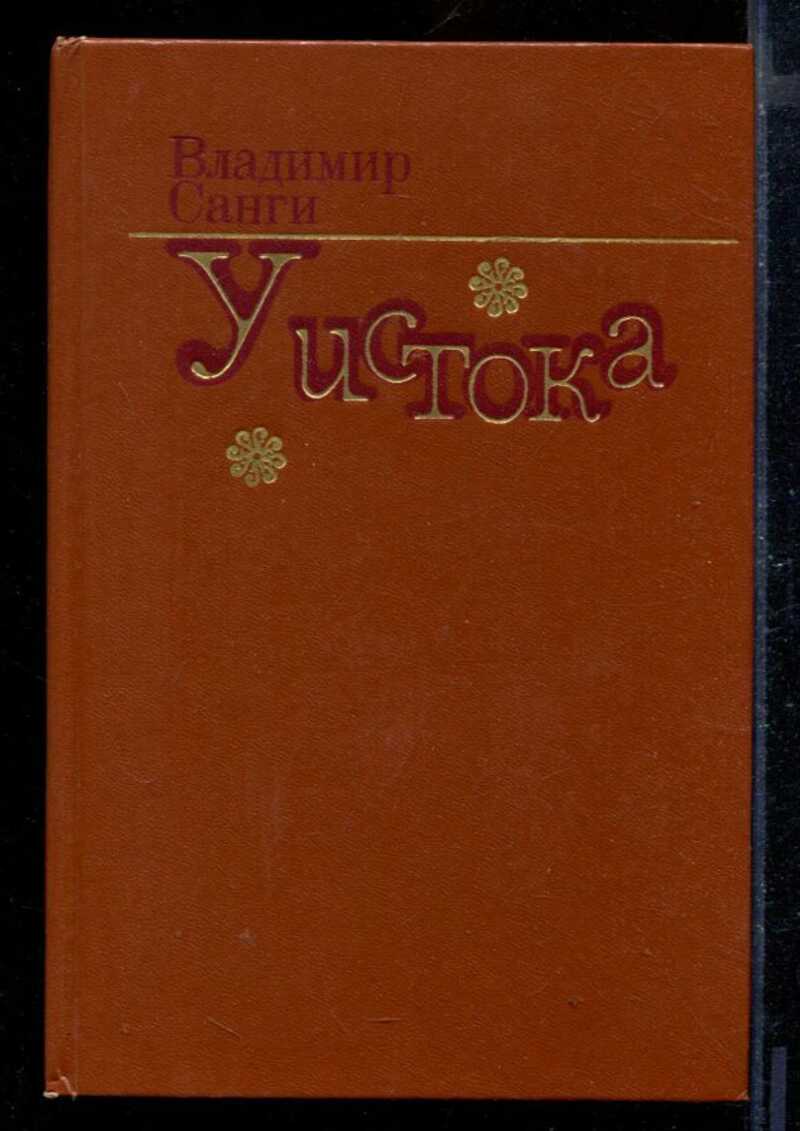 Владимир
Санги
У истока